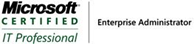 Microsoft®
CERTIFIED
IT Professional
Enterprise Administrator